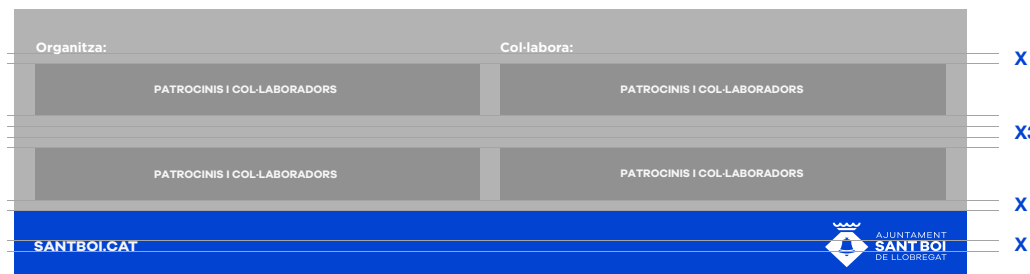 Organitza:
Col·labora:
X
PATROCINIS I COL·LABORADORS
PATROCINIS I COL·LABORADORS
X3
PATROCINIS I COL·LABORADORS
PATROCINIS I COL·LABORADORS
X
SANTBOI.CAT
AJUNTAMENT
SANT BOI
DE LLOBREGAT
X